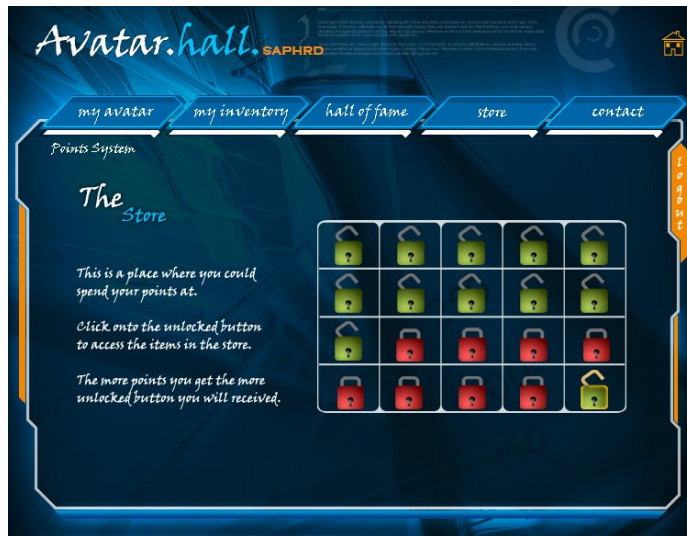 Avatar.hall. SAPHRD
my avatar
my inventory
hall of fame
store
contact
Points System
logout
The
Store
This is a place where you could
spend your points at.
Click onto the unlocked button
to access the items in the store.
The more points you get the more
unlocked button you will received.
? ? ? ? ?
? ? ? ? ?
? ? ? ? ?
? ? ? ? ?